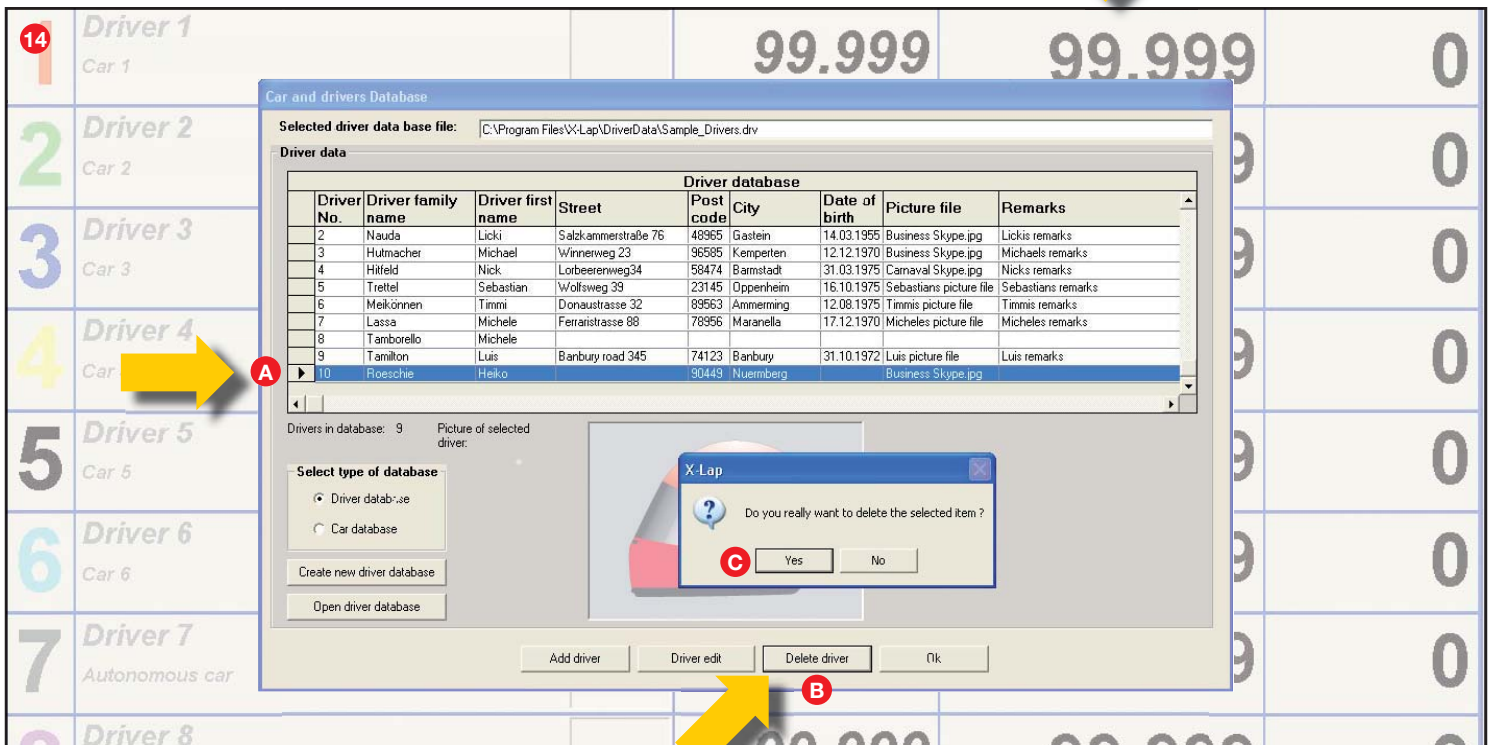 14
1 Driver 1 99.999 99.999 0
Car 1
Car and drivers Database
Selected driver data base file: C:\Program Files\X-Lap\DriverData\Sample_Drivers.drv
Driver data
2 Driver 2 9 0
Car 2
Driver database
Driver No. Driver family name Driver first name Street Post code City Date of birth Picture file Remarks
2 Nauda Licki Salzkammerstraße 76 48965 Gastein 14.03.1955 Business Skype.jpg Lickis remarks
3 Hutmacher Michael Winnerweg 23 96585 Kemperten 12.12.1970 Business Skype.jpg Michaels remarks
4 Hitfeld Nick Lorbeerenweg34 58474 Barmstadt 31.03.1975 Carnaval Skype.jpg Nicks remarks
5 Trettel Sebastian Wolfsweg 39 23145 Oppenheim 16.10.1975 Sebastians picture file Sebastians remarks
6 Meikönnen Timmi Donaustrasse 32 89563 Ammerming 12.08.1975 Timmis picture file Timmis remarks
7 Lassa Michele Ferraristrasse 88 78956 Maranella 17.12.1970 Micheles picture file Micheles remarks
8 Tamborello Michele
9 Tamilton Luis Banbury road 345 74123 Banbury 31.10.1972 Luis picture file Luis remarks
10 Roeschie Heiko 90449 Nuernberg Business Skype.jpg
3 Driver 3 9 0
Car 3
4 Driver 4 9 0
Car
A
Drivers in database: 9 Picture of selected driver:
5 Driver 5 9 0
Car 5
Select type of database
Driver database
Car database
Create new driver database
Open driver database
X-Lap
Do you really want to delete the selected item ?
C Yes No
6 Driver 6 9 0
Car 6
7 Driver 7 9 0
Autonomous car
Add driver Driver edit Delete driver Ok
B
Driver 8